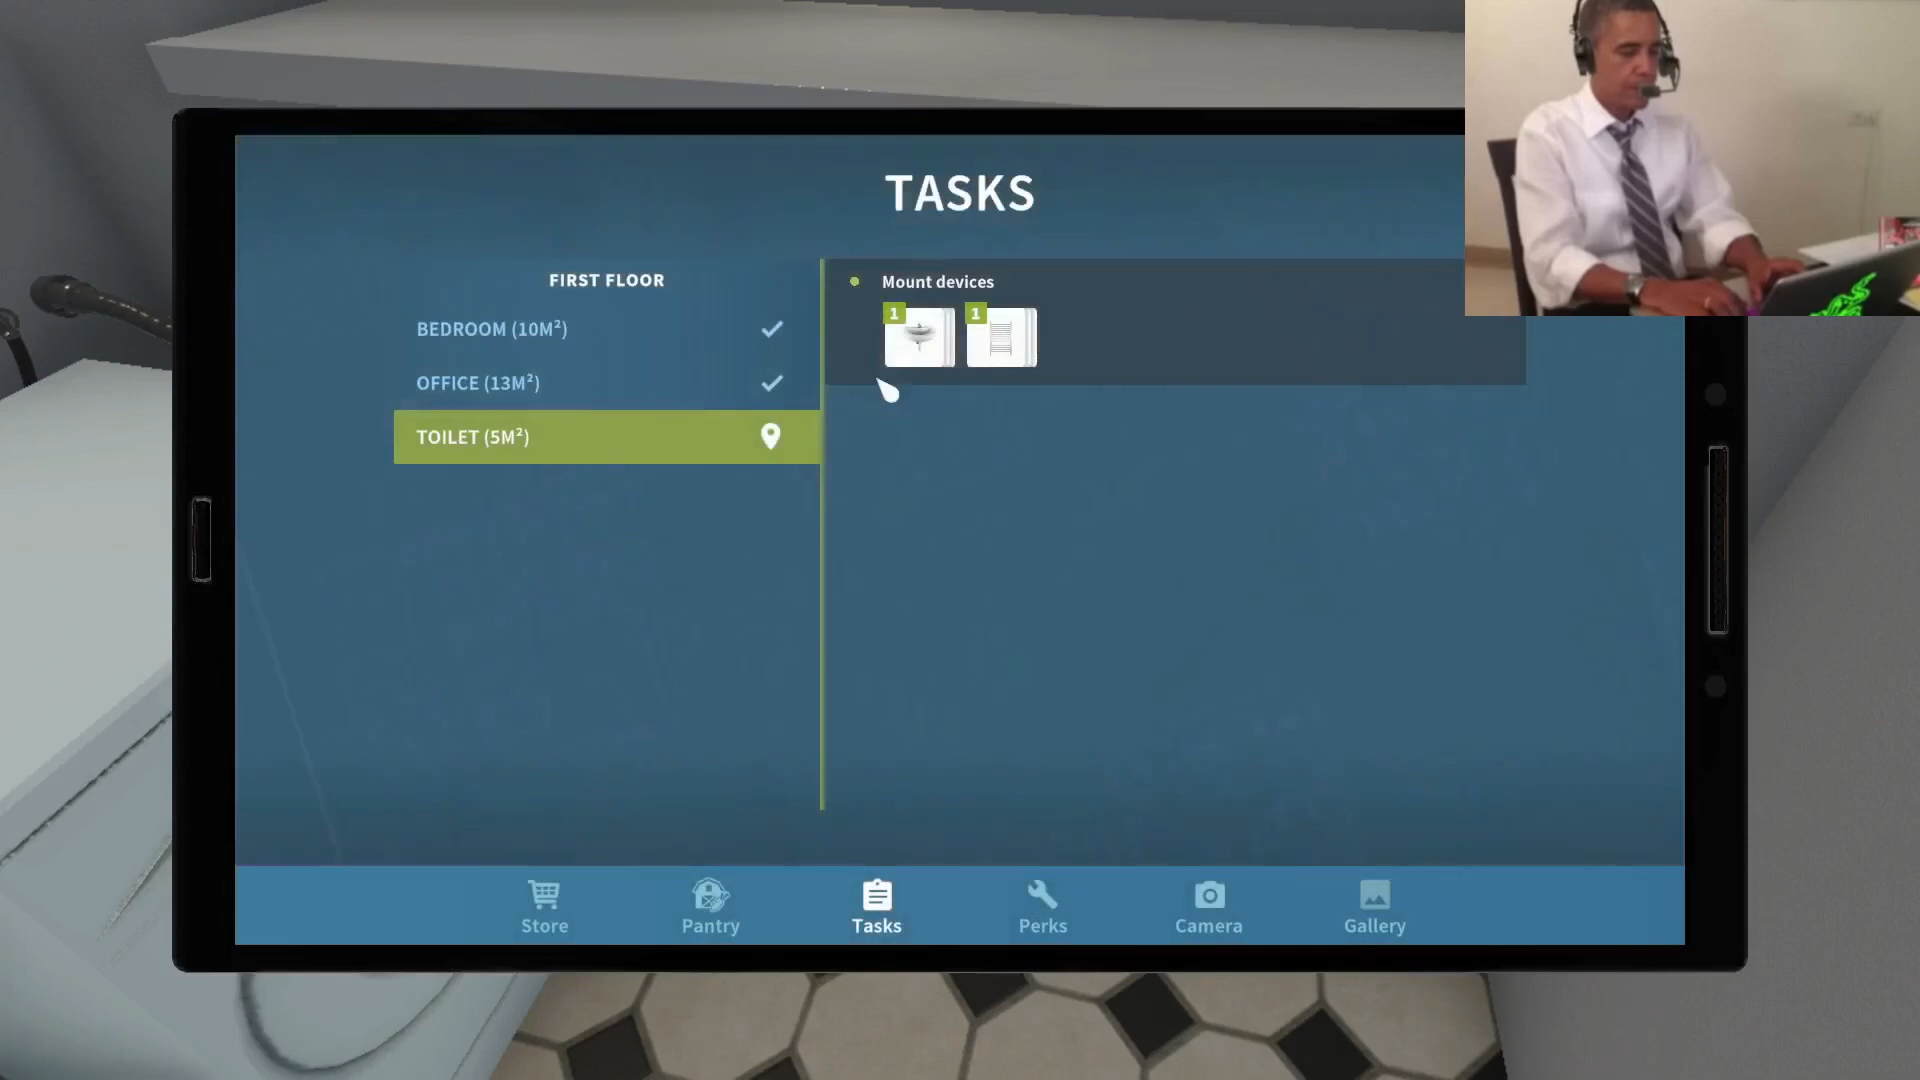 TASKS
FIRST FLOOR
BEDROOM (10M²)
OFFICE (13M²)
TOILET (5M²)
Mount devices
1 1
Store Pantry Tasks Perks Camera Gallery